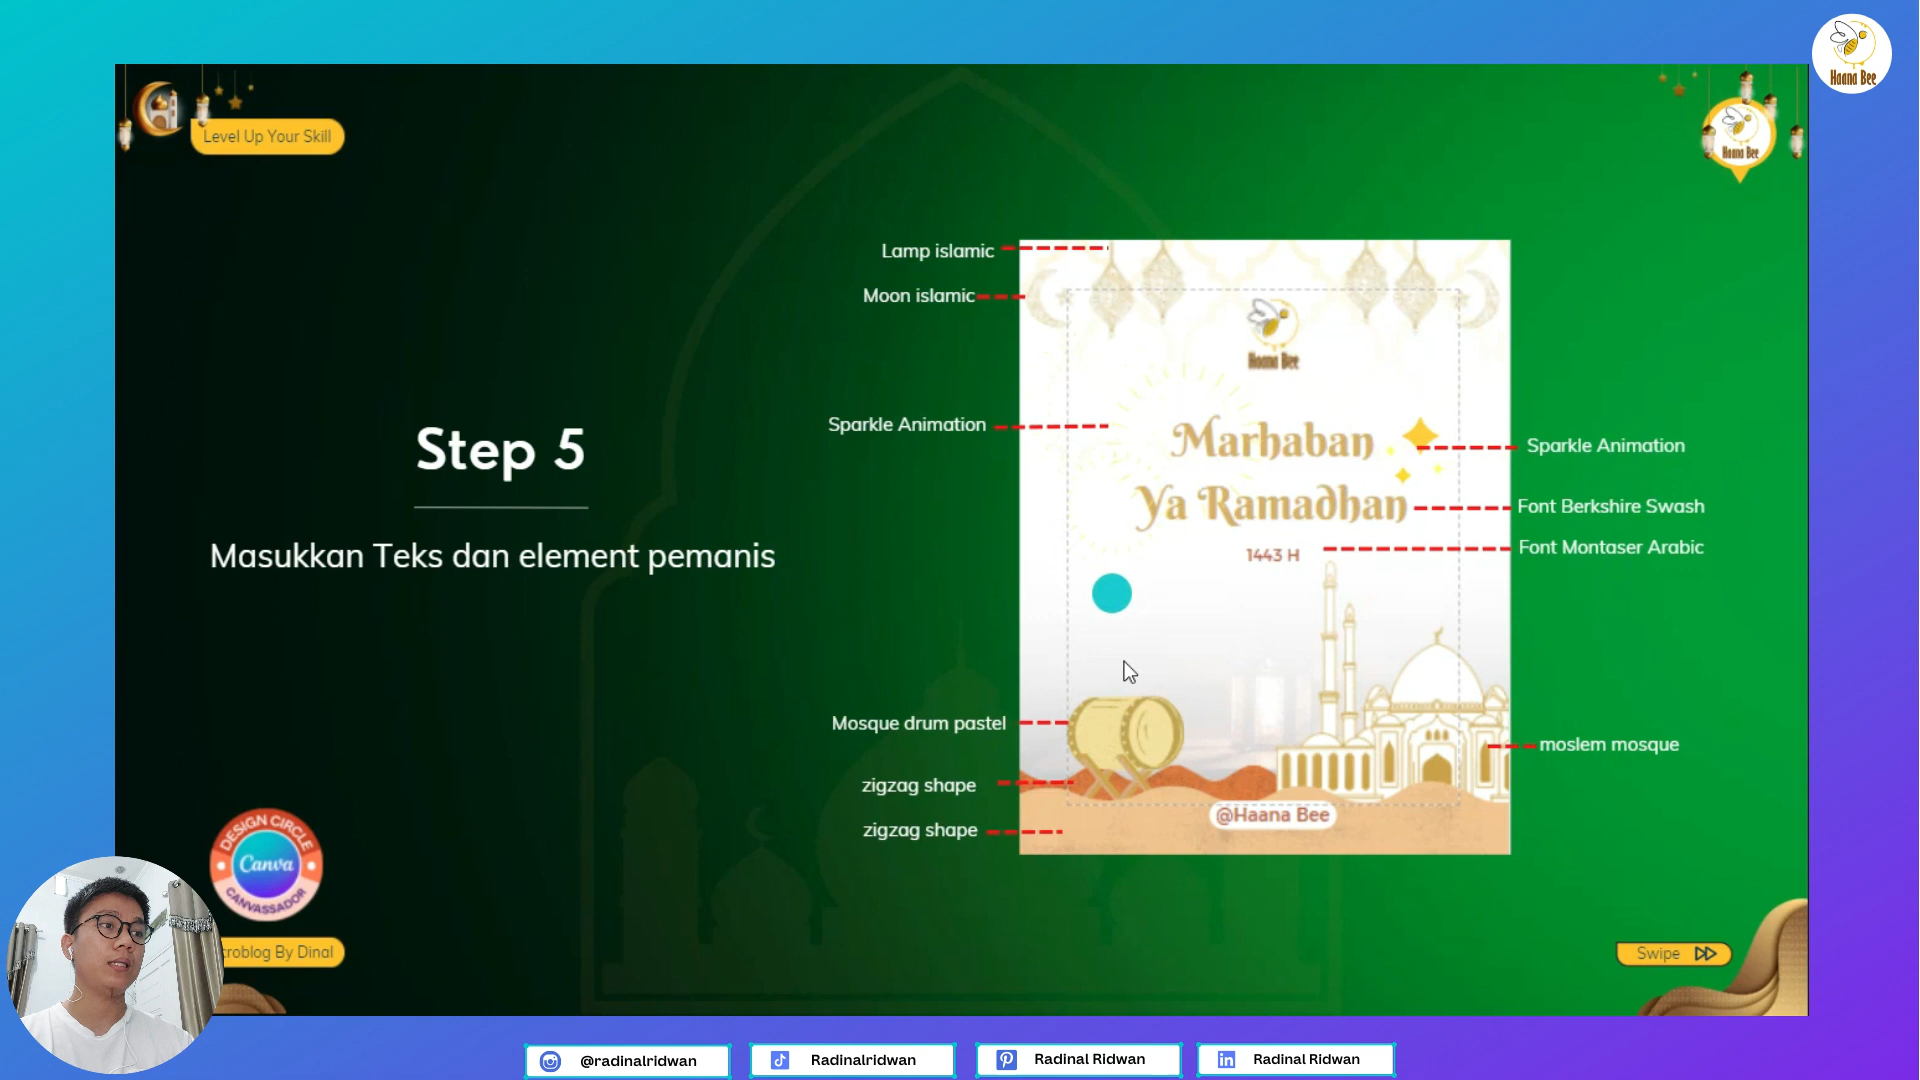 Haana Bee
Level Up Your Skill
Haana Bee
Lamp islamic
Moon islamic
Haana Bee
Sparkle Animation
Marhaban
Ya Ramadhan
1443 H
Sparkle Animation
Font Berkshire Swash
Font Montaser Arabic
Step 5
Masukkan Teks dan element pemanis
Mosque drum pastel
moslem mosque
zigzag shape
zigzag shape
@Haana Bee
DESIGN CIRCLE
Canva
CANVASSADOR
croblog By Dinal
Swipe
@radinalridwan
Radinalridwan
Radinal Ridwan
Radinal Ridwan